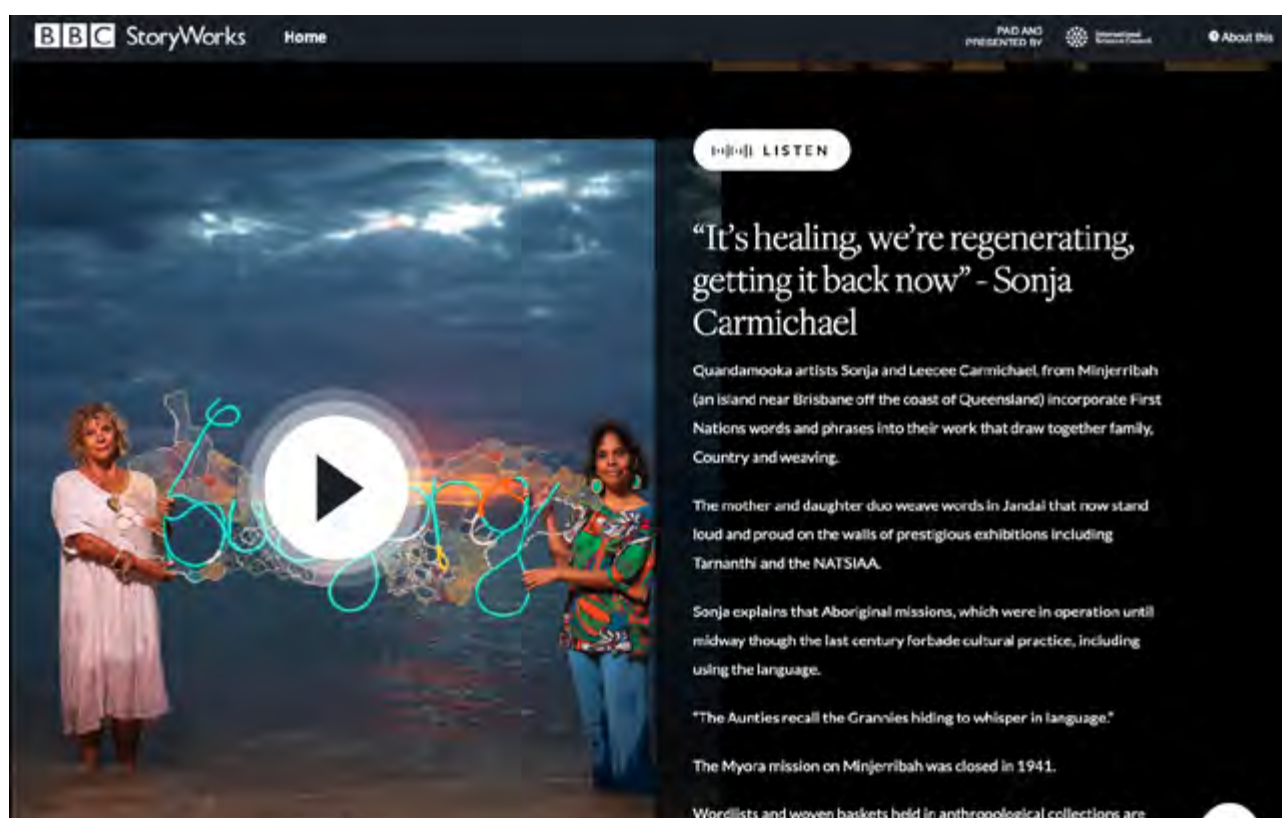 BBC StoryWorks
Home
PAID AND
PRESENTED BY
International
Science Council
About this
LISTEN
“It’s healing, we’re regenerating,
getting it back now” - Sonja
Carmichael
Quandamooka artists Sonja and Leecee Carmichael, from Minjerribah
(an island near Brisbane off the coast of Queensland) incorporate First
Nations words and phrases into their work that draw together family,
Country and weaving.
The mother and daughter duo weave words in Jandai that now stand
loud and proud on the walls of prestigious exhibitions including
Tarnanthi and the NATSIAA.
Sonja explains that Aboriginal missions, which were in operation until
midway though the last century forbade cultural practice, including
using the language.
“The Aunties recall the Grannies hiding to whisper in language.”
The Myora mission on Minjerribah was closed in 1941.
Wordlists and woven baskets held in anthropological collections are